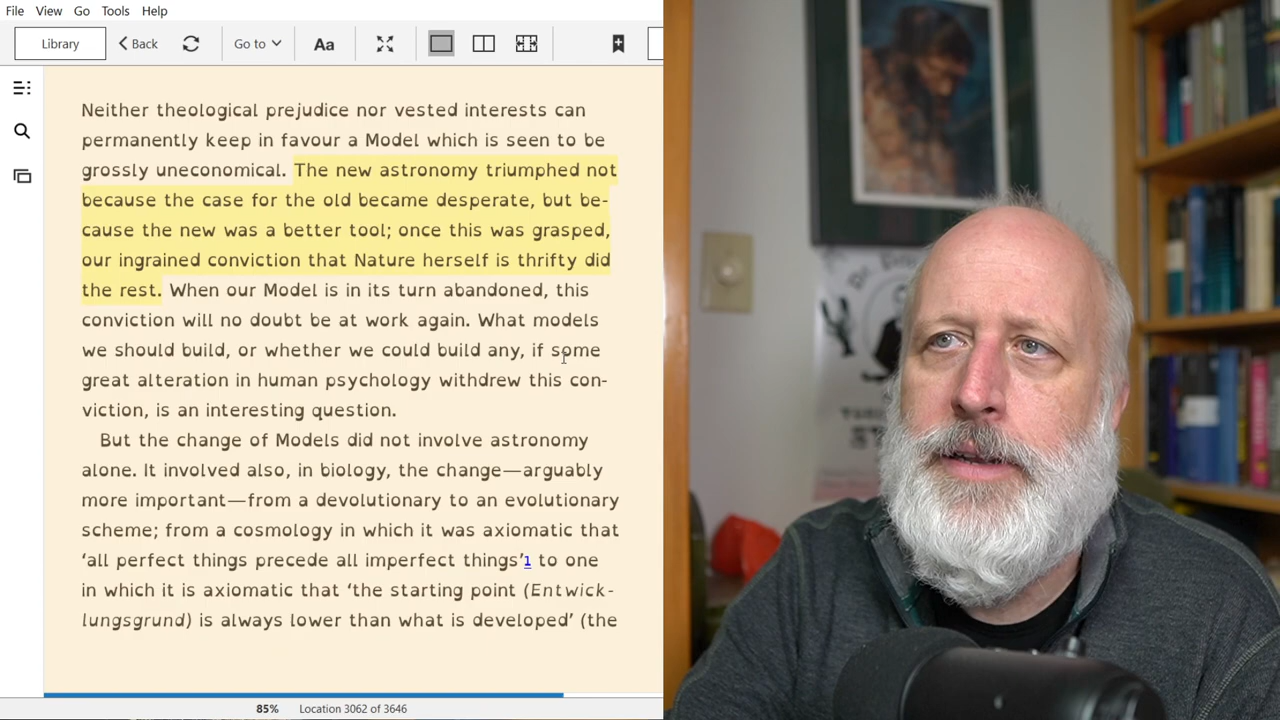 File View Go Tools Help
Library Back Go to Aa
Neither theological prejudice nor vested interests can
permanently keep in favour a Model which is seen to be
grossly uneconomical. The new astronomy triumphed not
because the case for the old became desperate, but be-
cause the new was a better tool; once this was grasped,
our ingrained conviction that Nature herself is thrifty did
the rest. When our Model is in its turn abandoned, this
conviction will no doubt be at work again. What models
we should build, or whether we could build any, if some
great alteration in human psychology withdrew this con-
viction, is an interesting question.
But the change of Models did not involve astronomy
alone. It involved also, in biology, the change—arguably
more important—from a devolutionary to an evolutionary
scheme; from a cosmology in which it was axiomatic that
‘all perfect things precede all imperfect things’1 to one
in which it is axiomatic that ‘the starting point (Entwick-
lungsgrund) is always lower than what is developed’ (the
85% Location 3062 of 3646